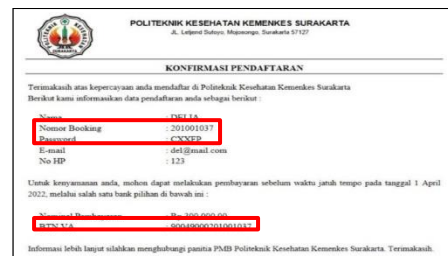 POLITEKNIK KESEHATAN KEMENKES SURAKARTA
JL. Letjend Sutoyo, Mojosongo, Surakarta 57127
KONFIRMASI PENDAFTARAN
Terimakasih atas kepercayaan anda mendaftar di Politeknik Kesehatan Kemenkes Surakarta
Berikut kami informasikan data pendaftaran anda sebagai berikut :
Nama : DELIA
Nomor Booking : 201001037
Password : CXXFP
E-mail : del@mail.com
No HP : 123
Untuk kenyamanan anda, mohon dapat melakukan pembayaran sebelum waktu jatuh tempo pada tanggal 1 April
2022, melalui salah satu bank pilihan di bawah ini :
Nominal Pembayaran : Rp 300.000,00
BTN VA : 90049000201001037
Informasi lebih lanjut silahkan menghubungi panitia PMB Politeknik Kesehatan Kemenkes Surakarta. Terimakasih.